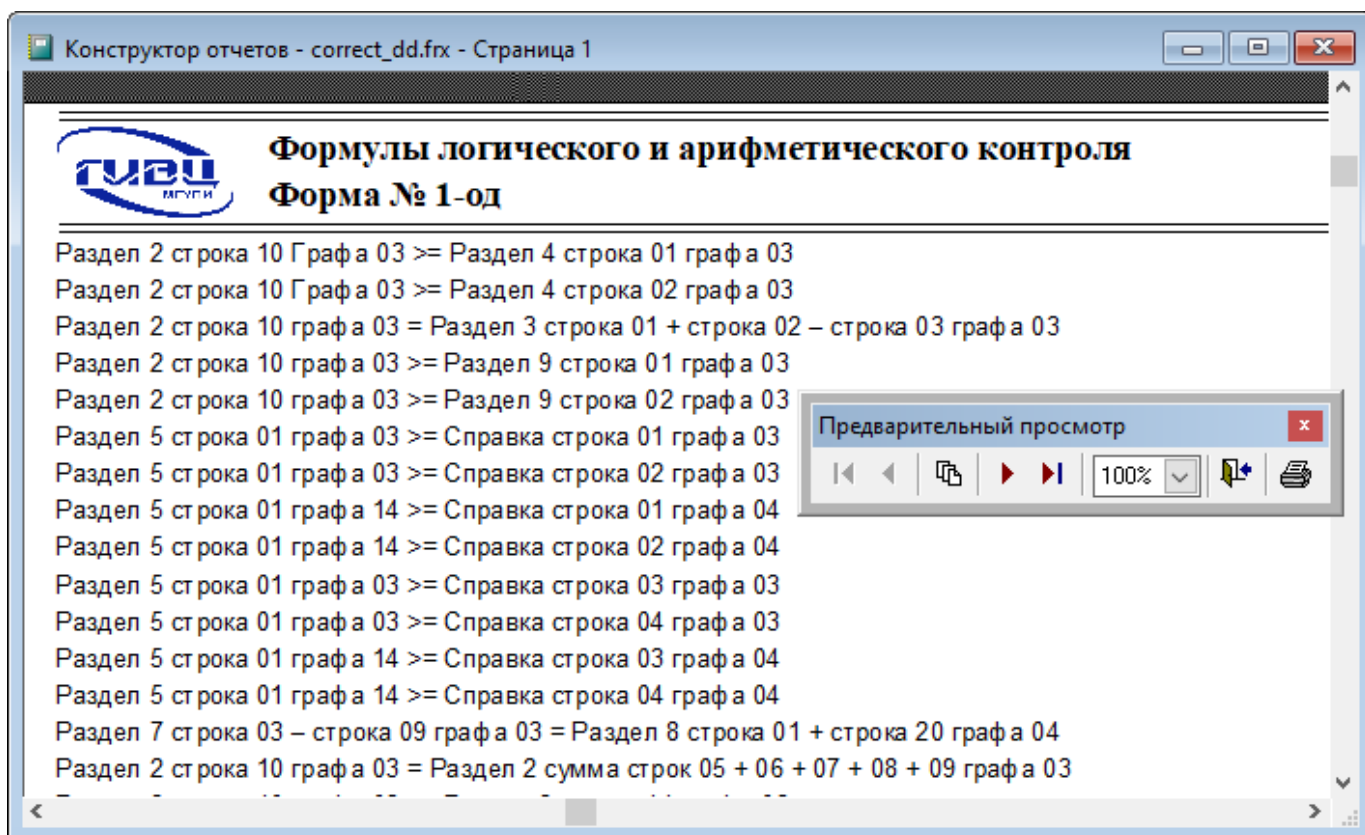 Конструктор отчетов - correct_dd.frx - Страница 1
ГИВЦ
МГУПИ
Формулы логического и арифметического контроля
Форма № 1-од
Раздел 2 строка 10 Графа 03 >= Раздел 4 строка 01 графа 03
Раздел 2 строка 10 Графа 03 >= Раздел 4 строка 02 графа 03
Раздел 2 строка 10 графа 03 = Раздел 3 строка 01 + строка 02 – строка 03 графа 03
Раздел 2 строка 10 графа 03 >= Раздел 9 строка 01 графа 03
Раздел 2 строка 10 графа 03 >= Раздел 9 строка 02 графа 03
Раздел 5 строка 01 графа 03 >= Справка строка 01 графа 03
Раздел 5 строка 01 графа 03 >= Справка строка 02 графа 03
Раздел 5 строка 01 графа 14 >= Справка строка 01 графа 04
Раздел 5 строка 01 графа 14 >= Справка строка 02 графа 04
Раздел 5 строка 01 графа 03 >= Справка строка 03 графа 03
Раздел 5 строка 01 графа 03 >= Справка строка 04 графа 03
Раздел 5 строка 01 графа 14 >= Справка строка 03 графа 04
Раздел 5 строка 01 графа 14 >= Справка строка 04 графа 04
Раздел 7 строка 03 – строка 09 графа 03 = Раздел 8 строка 01 + строка 20 графа 04
Раздел 2 строка 10 графа 03 = Раздел 2 сумма строк 05 + 06 + 07 + 08 + 09 графа 03
Предварительный просмотр
100%